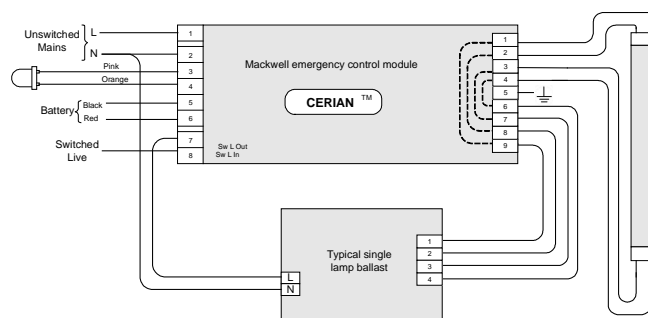 Unswitched
Mains
L
N
Pink
Orange
Battery
Black
Red
Switched
Live
1
2
3
4
5
6
7
8
Sw L Out
Sw L In
Mackwell emergency control module
CERIAN TM
1
2
3
4
5
6
7
8
9
Typical single
lamp ballast
L
N
1
2
3
4